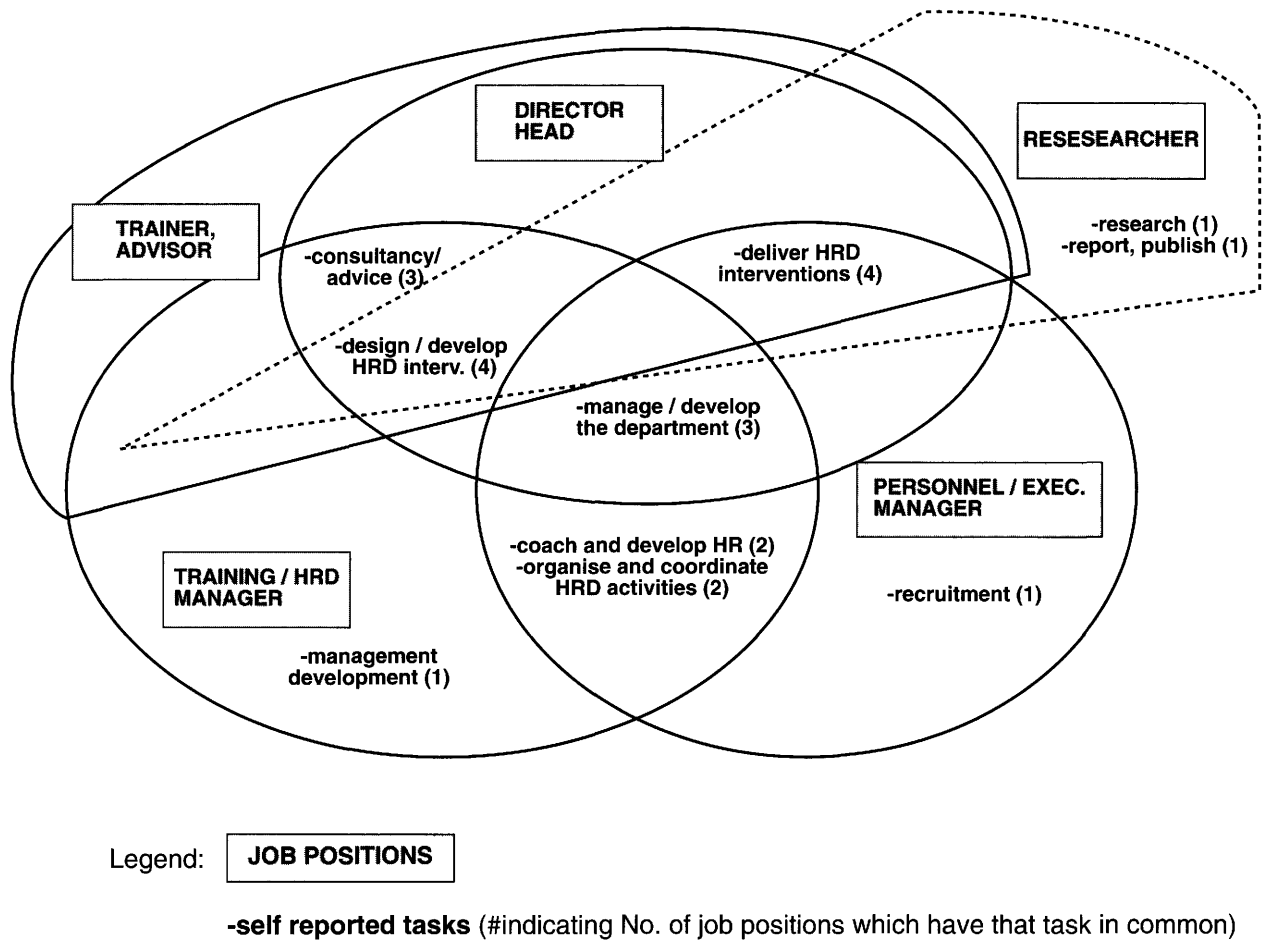 DIRECTOR
HEAD
RESESEARCHER
TRAINER,
ADVISOR
-research (1)
-report, publish (1)
-consultancy/
advice (3)
-deliver HRD
interventions (4)
-design / develop
HRD interv. (4)
-manage / develop
the department (3)
PERSONNEL / EXEC.
MANAGER
-coach and develop HR (2)
-organise and coordinate
HRD activities (2)
TRAINING / HRD
MANAGER
-recruitment (1)
-management
development (1)
Legend:
JOB POSITIONS
-self reported tasks (#indicating No. of job positions which have that task in common)